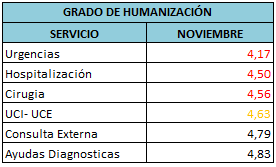 GRADO DE HUMANIZACIÓN
SERVICIO NOVIEMBRE
Urgencias 4,17
Hospitalización 4,50
Cirugia 4,56
UCI- UCE 4,63
Consulta Externa 4,79
Ayudas Diagnosticas 4,83